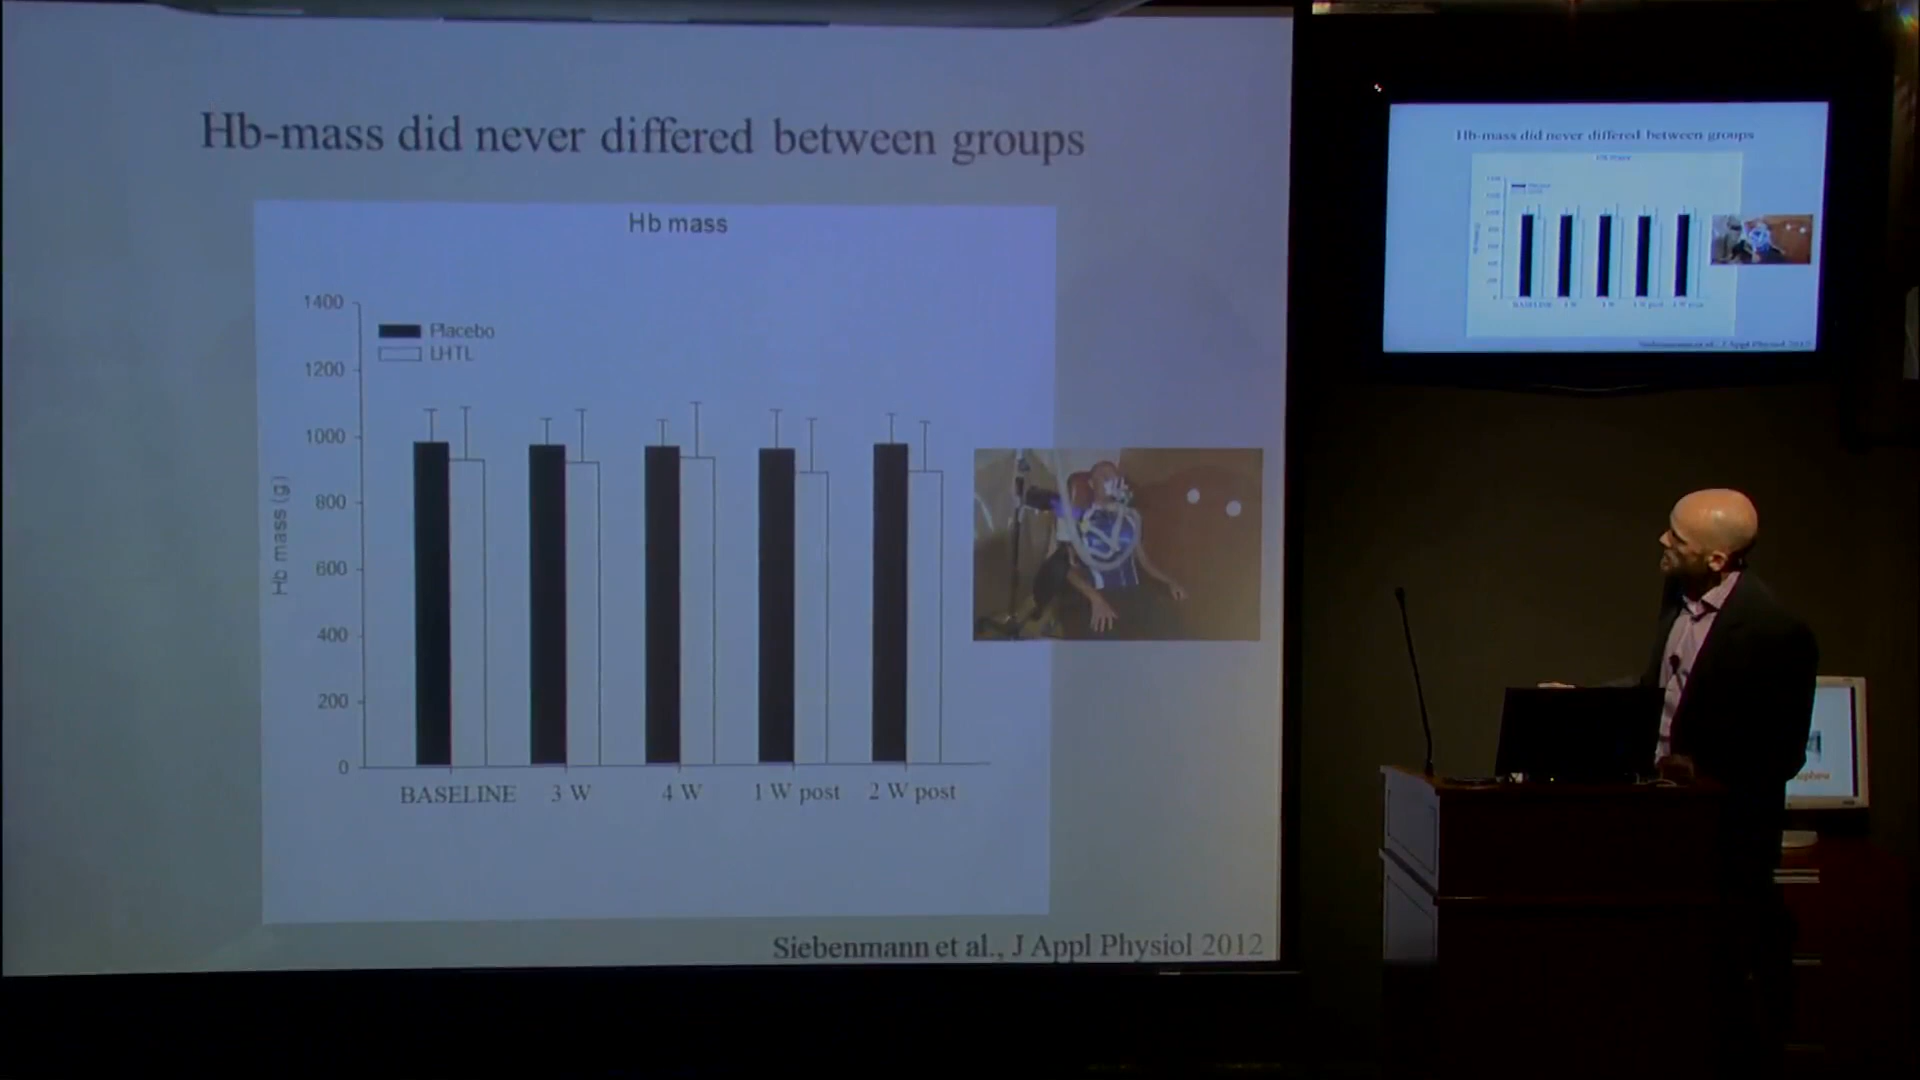 Hb-mass did never differed between groups
Hb mass
1400
1200
1000
800
600
400
200
0
Hb mass (g)
Placebo
LHTL
BASELINE 3 W 4 W 1 W post 2 W post
Siebenmann et al., J Appl Physiol 2012
Hb-mass did never differed between groups